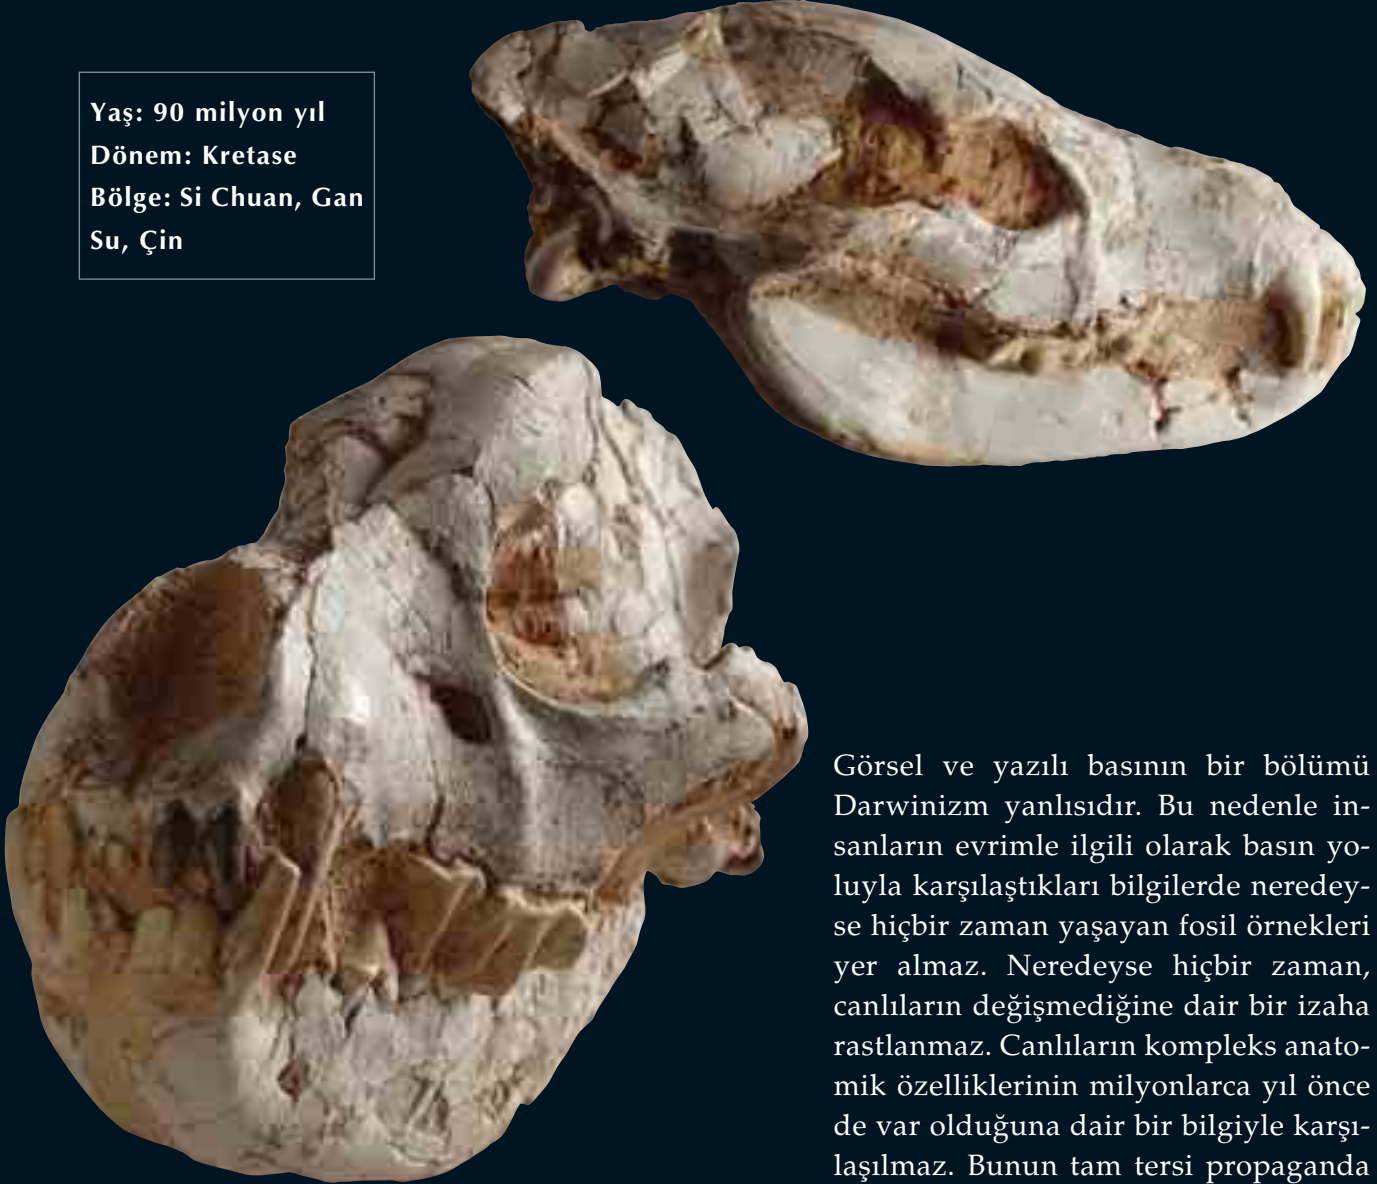 Yaş: 90 milyon yıl
Dönem: Kretase
Bölge: Si Chuan, Gan
Su, Çin
Görsel ve yazılı basının bir bölümü
Darwinizm yanlısıdır. Bu nedenle in-
sanların evrimle ilgili olarak basın yo-
luyla karşılaştıkları bilgilerde neredey-
se hiçbir zaman yaşayan fosil örnekleri
yer almaz. Neredeyse hiçbir zaman,
canlıların değişmediğine dair bir izaha
rastlanmaz. Canlıların kompleks anato-
mik özelliklerinin milyonlarca yıl önce
de var olduğuna dair bir bilgiyle karşı-
laşılmaz. Bunun tam tersi propaganda